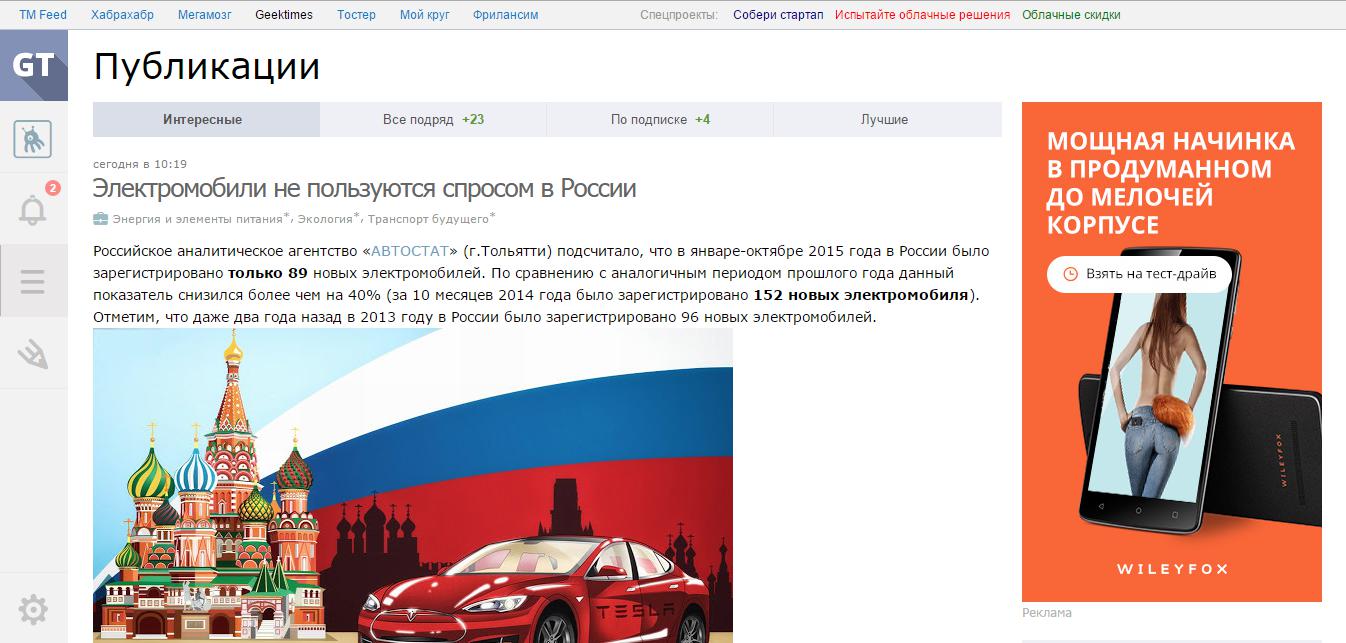 TM Feed Хабрахабр Мегамозг Geektimes Тостер Мой круг Фрилансим Спецпроекты: Собери стартап Испытайте облачные решения Облачные скидки
GT
Публикации
Интересные Все подряд +23 По подписке +4 Лучшие
2
сегодня в 10:19
Электромобили не пользуются спросом в России
Энергия и элементы питания*, Экология*, Транспорт будущего*
Российское аналитическое агентство «АВТОСТАТ» (г.Тольятти) подсчитало, что в январе-октябре 2015 года в России было
зарегистрировано только 89 новых электромобилей. По сравнению с аналогичным периодом прошлого года данный
показатель снизился более чем на 40% (за 10 месяцев 2014 года было зарегистрировано 152 новых электромобиля).
Отметим, что даже два года назад в 2013 году в России было зарегистрировано 96 новых электромобилей.
TESLA
МОЩНАЯ НАЧИНКА
В ПРОДУМАННОМ
ДО МЕЛОЧЕЙ
КОРПУСЕ
Взять на тест-драйв
WILEYFOX
WILEYFOX
Реклама